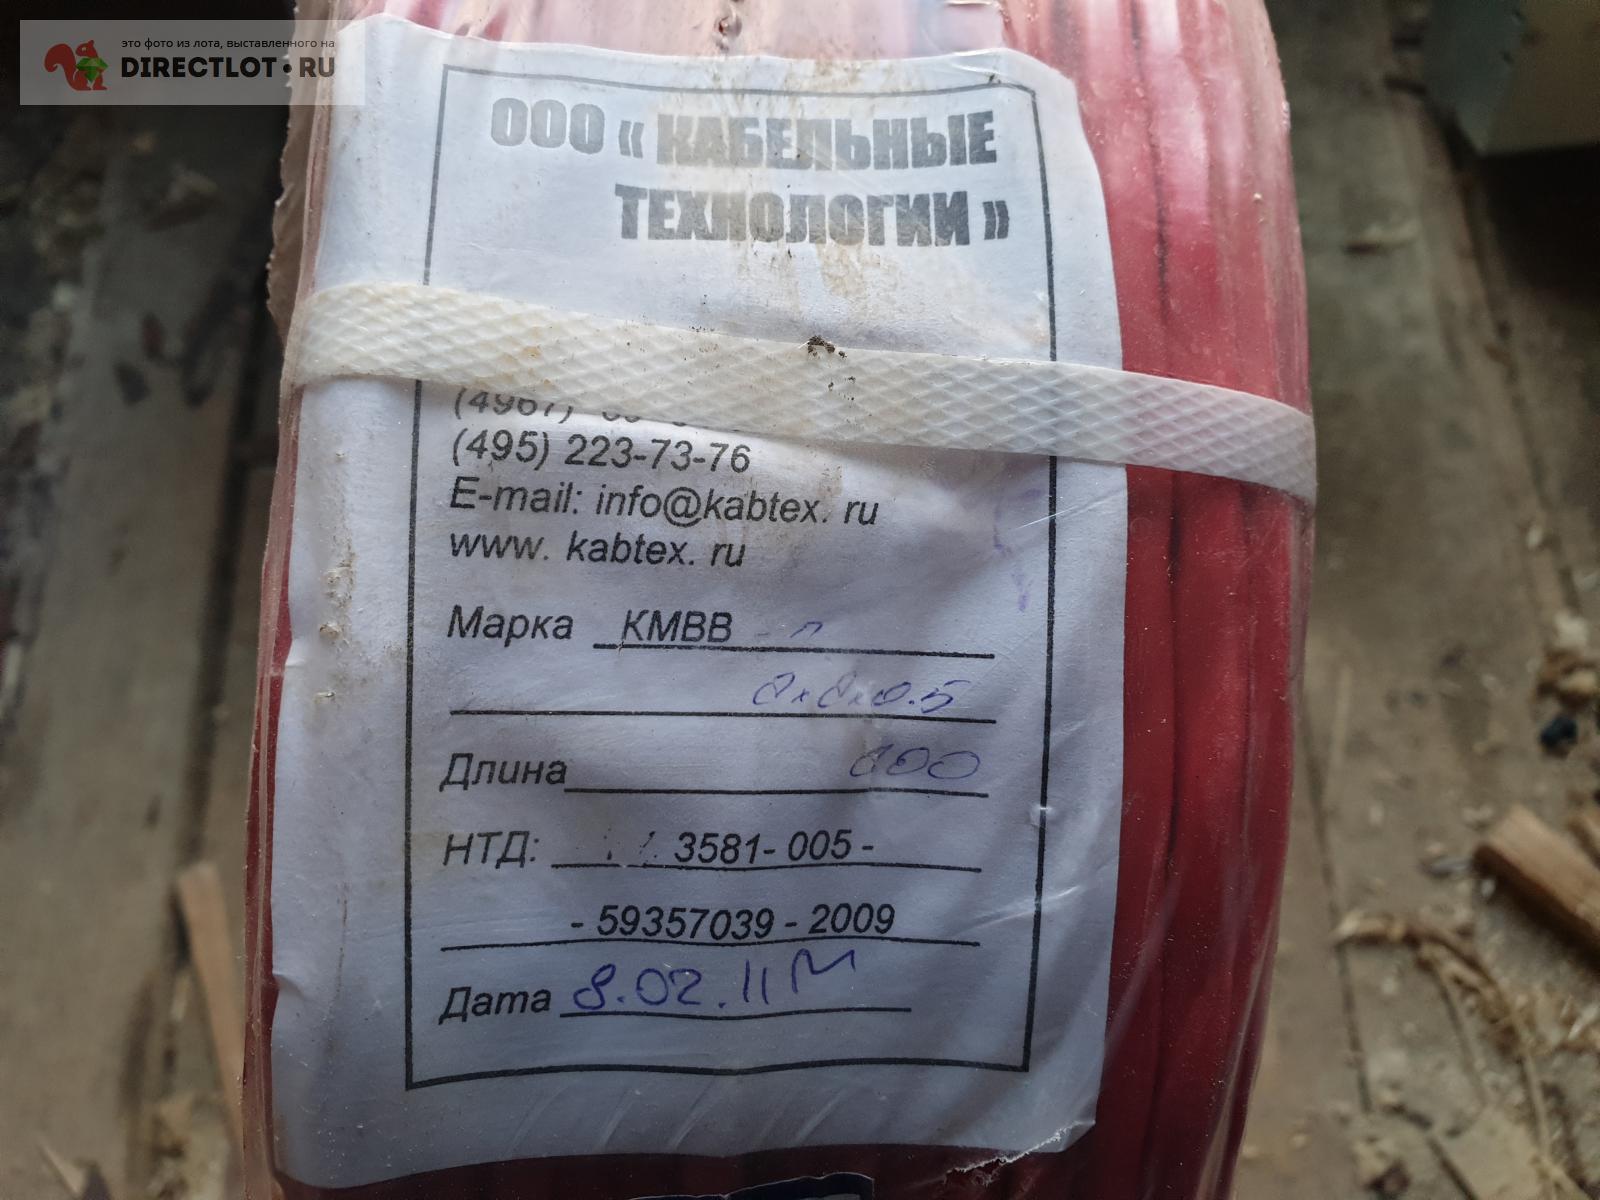 это фото из лота, выставленного на
DIRECTLOT.RU
ООО « КАБЕЛЬНЫЕ
ТЕХНОЛОГИИ »
(4967)
(495) 223-73-76
E-mail: info@kabtex. ru
www. kabtex. ru
Марка КМВВ - п
Длина
НТД: 3581- 005 -
- 59357039 - 2009
Дата 8.02.11